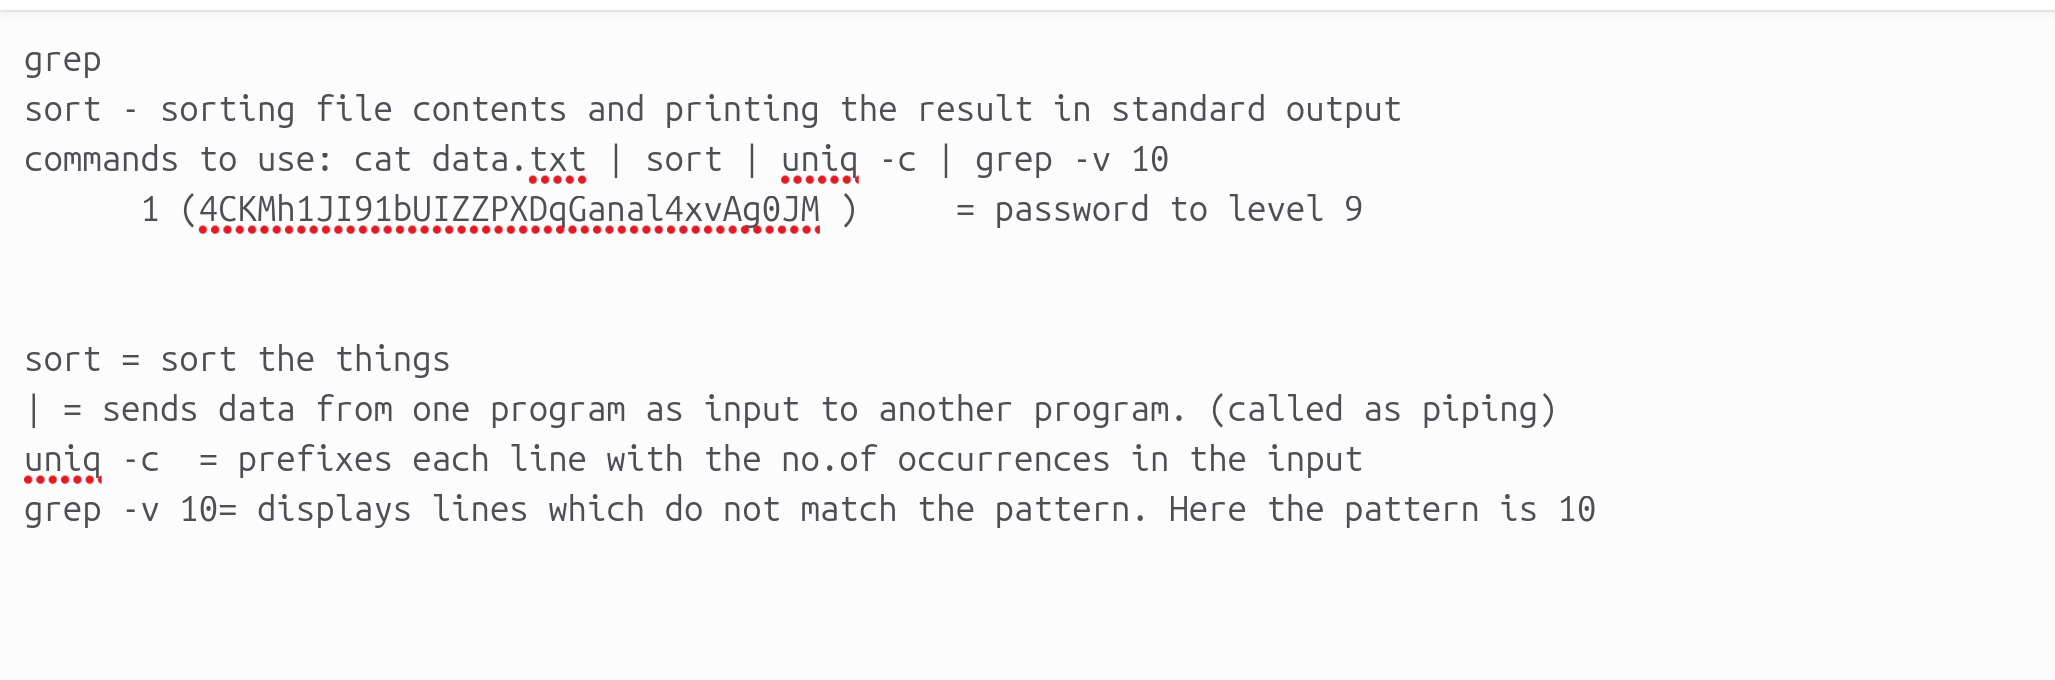 grep
sort - sorting file contents and printing the result in standard output
commands to use: cat data.txt | sort | uniq -c | grep -v 10
      1 (4CKMh1JI91bUIZZPXDqGanal4xvAg0JM )     = password to level 9
sort = sort the things
| = sends data from one program as input to another program. (called as piping)
uniq -c  = prefixes each line with the no.of occurrences in the input
grep -v 10= displays lines which do not match the pattern. Here the pattern is 10